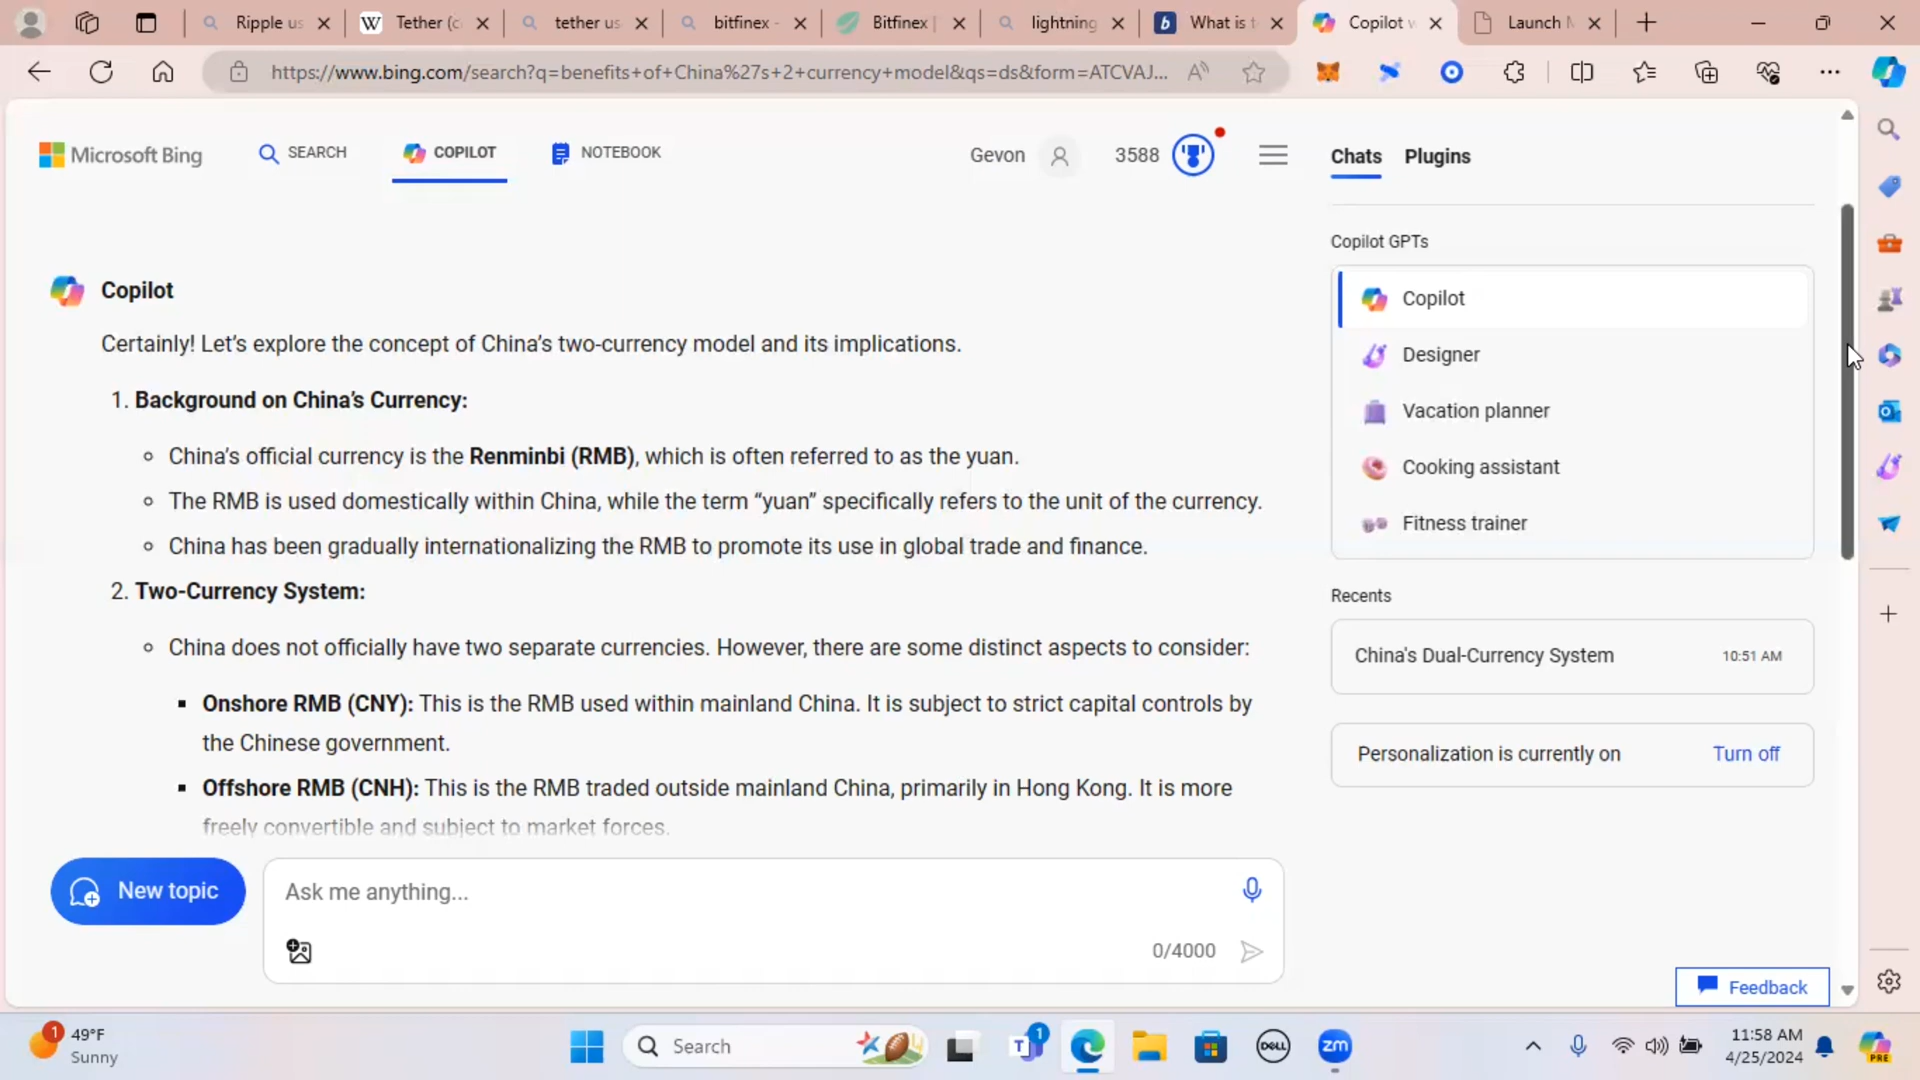 Ripple us
Tether (c
tether us
bitfinex -
Bitfinex |
lightning
What is t
Copilot w
Launch M
https://www.bing.com/search?q=benefits+of+China%27s+2+currency+model&qs=ds&form=ATCVAJ...
Microsoft Bing
SEARCH
COPILOT
NOTEBOOK
Gevon
3588
Chats
Plugins
Copilot
Certainly! Let's explore the concept of China's two-currency model and its implications.
1. Background on China's Currency:
China's official currency is the Renminbi (RMB), which is often referred to as the yuan.
The RMB is used domestically within China, while the term “yuan” specifically refers to the unit of the currency.
China has been gradually internationalizing the RMB to promote its use in global trade and finance.
2. Two-Currency System:
China does not officially have two separate currencies. However, there are some distinct aspects to consider:
Onshore RMB (CNY): This is the RMB used within mainland China. It is subject to strict capital controls by
the Chinese government.
Offshore RMB (CNH): This is the RMB traded outside mainland China, primarily in Hong Kong. It is more
freely convertible and subject to market forces.
New topic
Ask me anything...
0/4000
Copilot GPTs
Copilot
Designer
Vacation planner
Cooking assistant
Fitness trainer
Recents
China's Dual-Currency System
10:51 AM
Personalization is currently on
Turn off
Feedback
1
49°F
Sunny
Search
1
T
DELL
zm
11:58 AM
4/25/2024
PRE